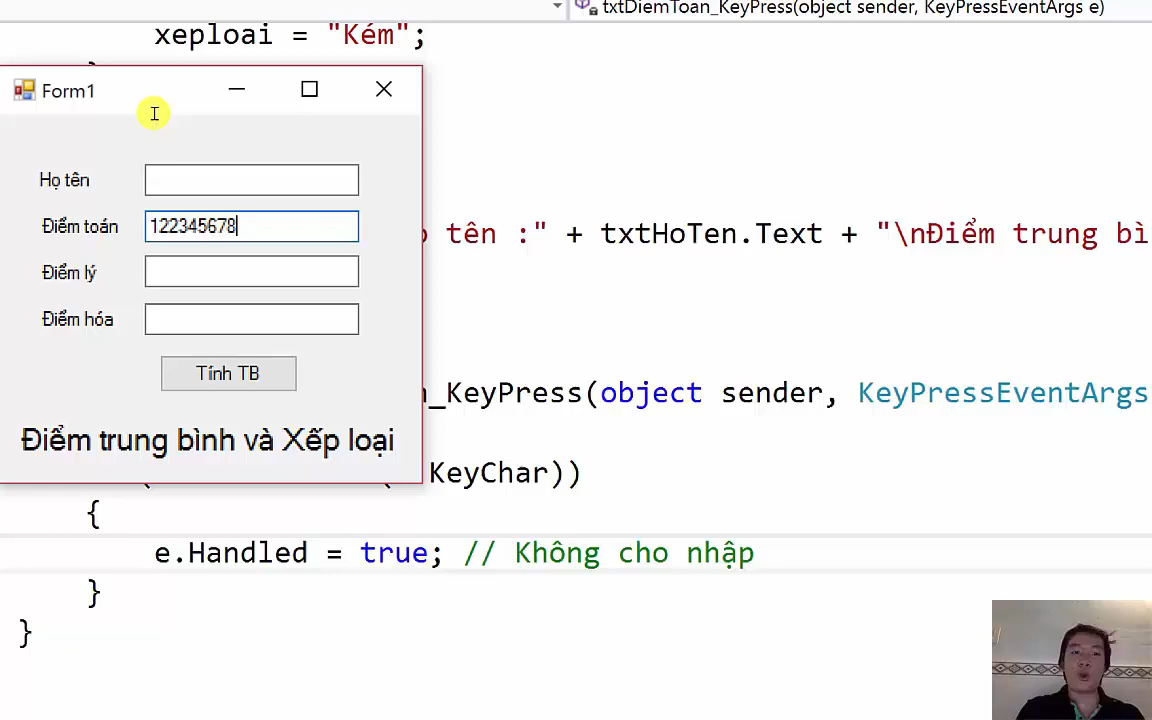 txtDiemToan_KeyPress(object sender, KeyPressEventArgs e)
xeploai = "Kém";
Form1
Họ tên
Điểm toán 122345678
tên :" + txtHoTen.Text + "\nĐiểm trung bì
Điểm lý
Điểm hóa
Tính TB
_KeyPress(object sender, KeyPressEventArgs
Điểm trung bình và Xếp loại
KeyChar))
{
e.Handled = true; // Không cho nhập
}
}